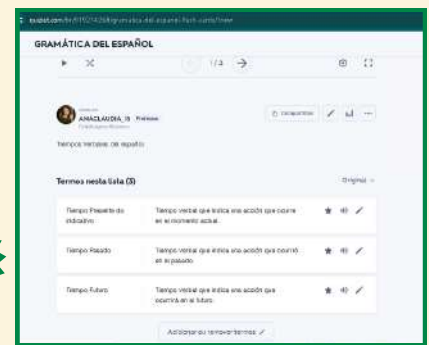 GRAMÁTICA DEL ESPAÑOL
1/3
ANACLAUDIA_15
Compartilhar
Tiempos verbales del español
Termos nesta lista (3)
Original
Tiempo Presente do
indicativo
Tiempo verbal que indica una acción que ocurre
en el momento actual.
Tiempo Pasado
Tiempo verbal que indica una acción que ocurrió
en el pasado.
Tiempo Futuro
Tiempo verbal que indica una acción que
ocurrirá en el futuro.
Adicionar ou remover termos